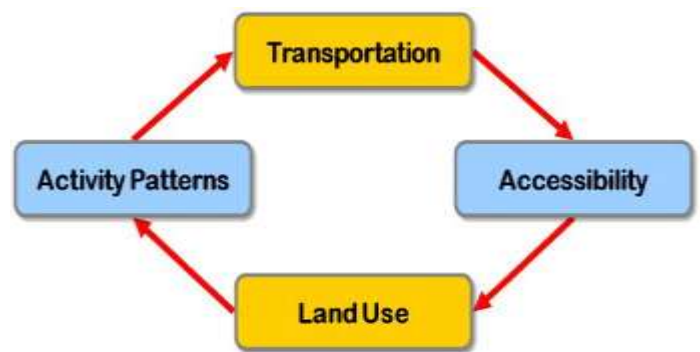 Transportation
Activity Patterns
Accessibility
Land Use